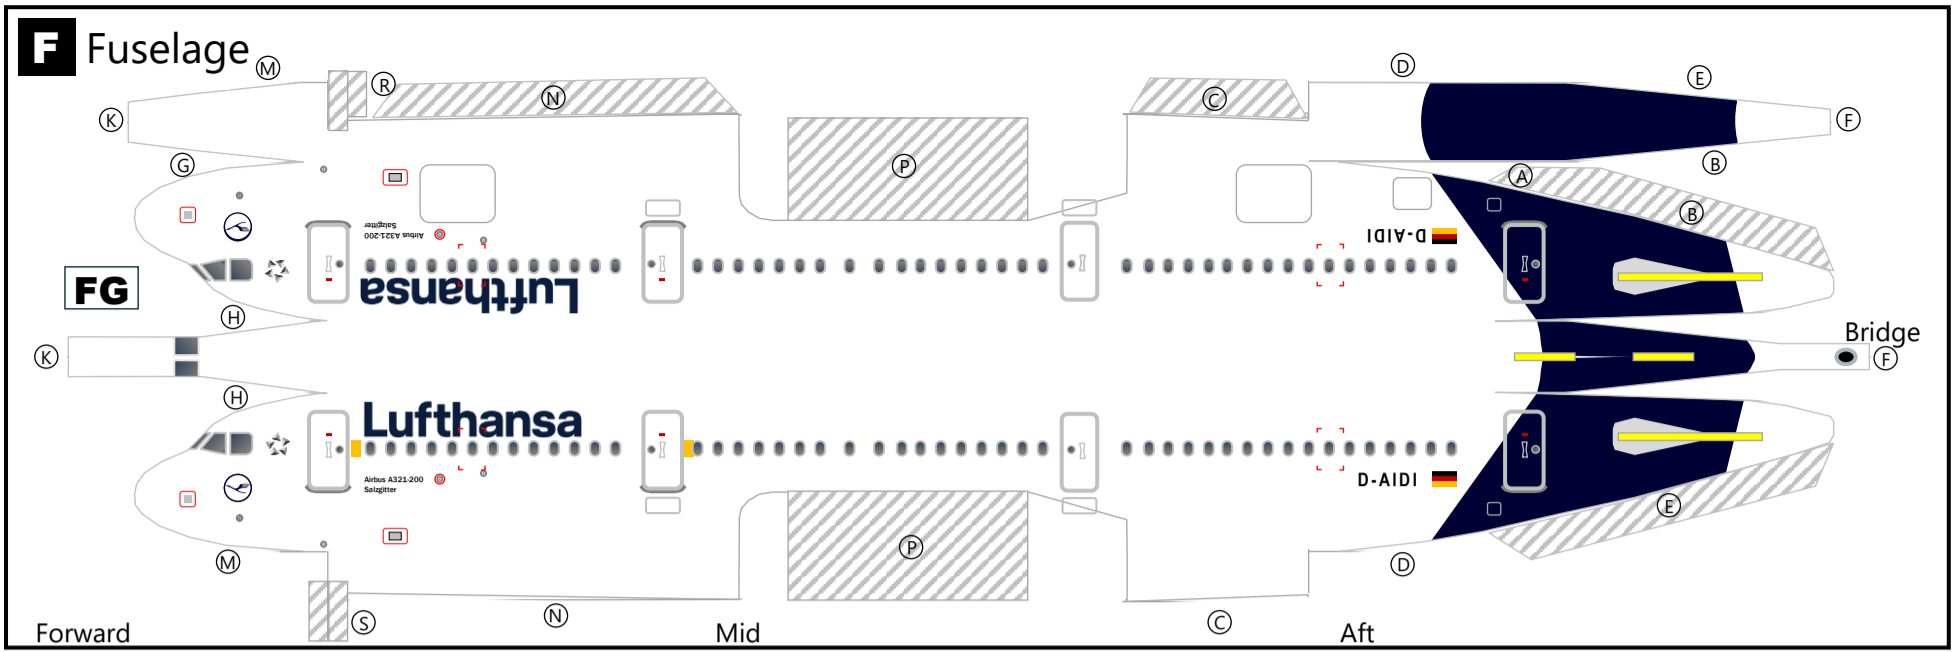 F Fuselage
M
R
N
C
D
E
K
F
G
P
A
B
B
Airbus A321-200
Salzgitter
D-AIDI
Lufthansa
FG
H
Bridge
K
F
H
Lufthansa
Airbus A321-200
Salzgitter
D-AIDI
E
P
M
D
S
N
C
Forward
Mid
Aft